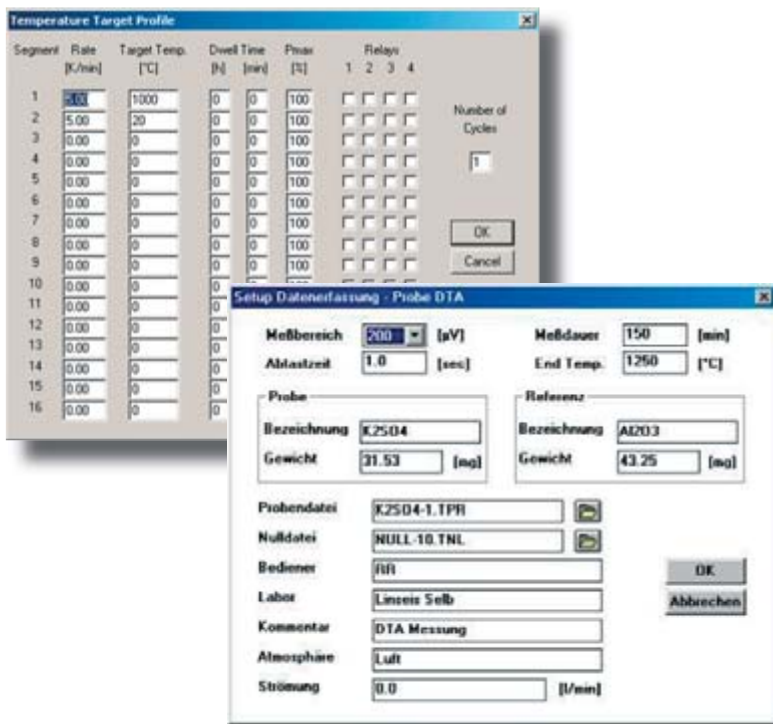 Temperature Target Profile
Segment Rate Target Temp. Dwell Time Pmax Relays
[K/min] [°C] [h] [min] [%] 1 2 3 4
1 5.00 1000 0 0 100
2 5.00 20 0 0 100
3 0.00 0 0 0 100
4 0.00 0 0 0 100
5 0.00 0 0 0 100
6 0.00 0 0 0 100
7 0.00 0 0 0 100
8 0.00 0 0 0 100
9 0.00 0 0 0 100
10 0.00 0 0
11 0.00 0 0
12 0.00 0 0
13 0.00 0 0
14 0.00 0 0
15 0.00 0 0
16 0.00 0 0
Number of
Cycles
1
OK
Cancel
Setup Datenerfassung - Probe DTA
Meßbereich 200 [µV] Meßdauer 150 [min]
Abtastzeit 1.0 [sec] End Temp. 1250 [°C]
Probe Referenz
Bezeichnung K2SO4 Bezeichnung Al2O3
Gewicht 31.53 [mg] Gewicht 43.25 [mg]
Probendatei K2SO4-1.TPR
Nulldatei NULL-10.TNL
Bediener RR OK
Labor Linseis Selb Abbrechen
Kommentar DTA Messung
Atmosphäre Luft
Strömung 0.0 [l/min]